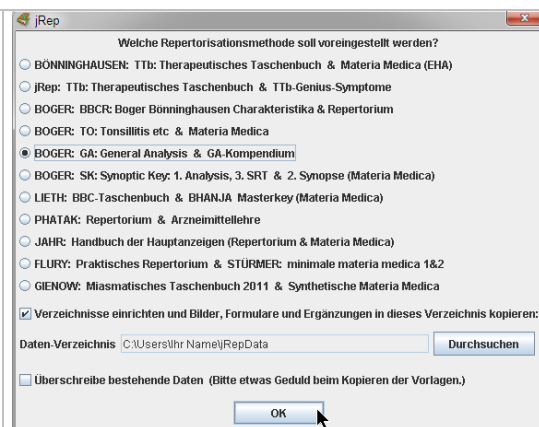 jRep
Welche Repertorisationsmethode soll voreingestellt werden?
BÖNNINGHAUSEN: TTb: Therapeutisches Taschenbuch & Materia Medica (EHA)
jRep: TTb: Therapeutisches Taschenbuch & TTb-Genius-Symptome
BOGER: BBCR: Boger Bönninghausen Charakteristika & Repertorium
BOGER: TO: Tonsillitis etc & Materia Medica
BOGER: GA: General Analysis & GA-Kompendium
BOGER: SK: Synoptic Key: 1. Analysis, 3. SRT & 2. Synopse (Materia Medica)
LIETH: BBC-Taschenbuch & BHANJA Masterkey (Materia Medica)
PHATAK: Repertorium & Arzneimittellehre
JAHR: Handbuch der Hauptanzeigen (Repertorium & Materia Medica)
FLURY: Praktisches Repertorium & STÜRMER: minimale materia medica 1&2
GIENOW: Miasmatisches Taschenbuch 2011 & Synthetische Materia Medica
Verzeichnisse einrichten und Bilder, Formulare und Ergänzungen in dieses Verzeichnis kopieren:
Daten-Verzeichnis C:\Users\Ihr Name\jRepData Durchsuchen
Überschreibe bestehende Daten (Bitte etwas Geduld beim Kopieren der Vorlagen.)
OK